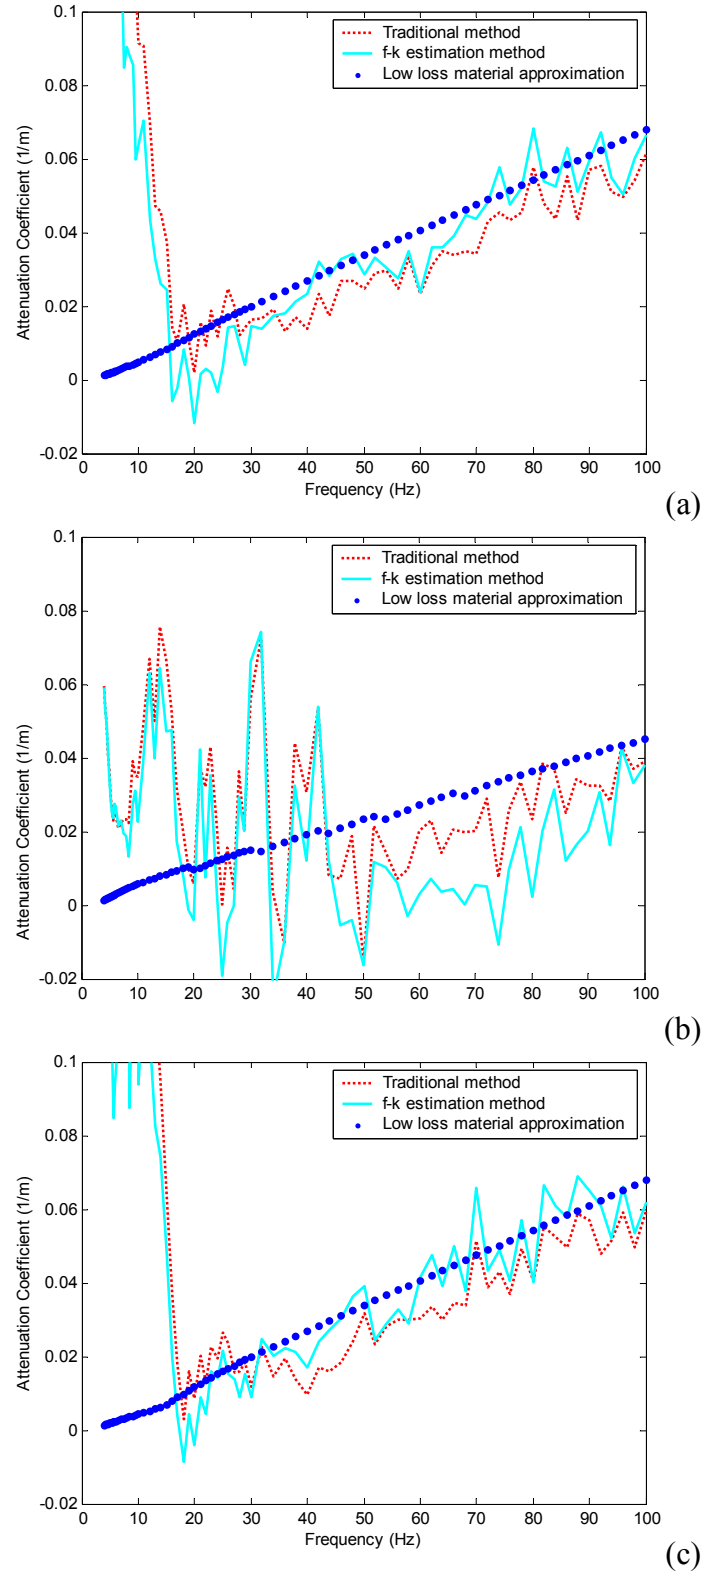 0.1
0.08
0.06
0.04
0.02
0
-0.02
Attenuation Coefficient (1/m)
Traditional method
f-k estimation method
Low loss material approximation
0 10 20 30 40 50 60 70 80 90 100
Frequency (Hz)
(a)
0.1
0.08
0.06
0.04
0.02
0
-0.02
Attenuation Coefficient (1/m)
Traditional method
f-k estimation method
Low loss material approximation
0 10 20 30 40 50 60 70 80 90 100
Frequency (Hz)
(b)
0.1
0.08
0.06
0.04
0.02
0
-0.02
Attenuation Coefficient (1/m)
Traditional method
f-k estimation method
Low loss material approximation
0 10 20 30 40 50 60 70 80 90 100
Frequency (Hz)
(c)